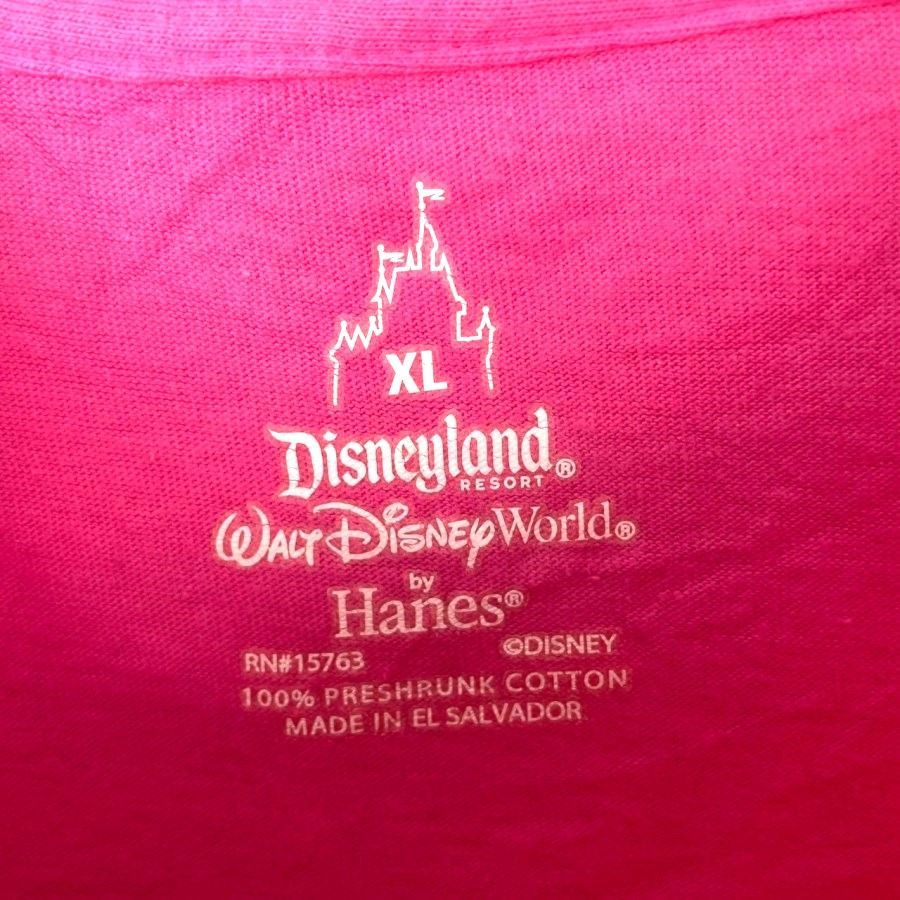 XL
Disneyland®
RESORT
WALT DISNEY World®
by
Hanes®
©DISNEY
RN#15763
100% PRESHRUNK COTTON
MADE IN EL SALVADOR